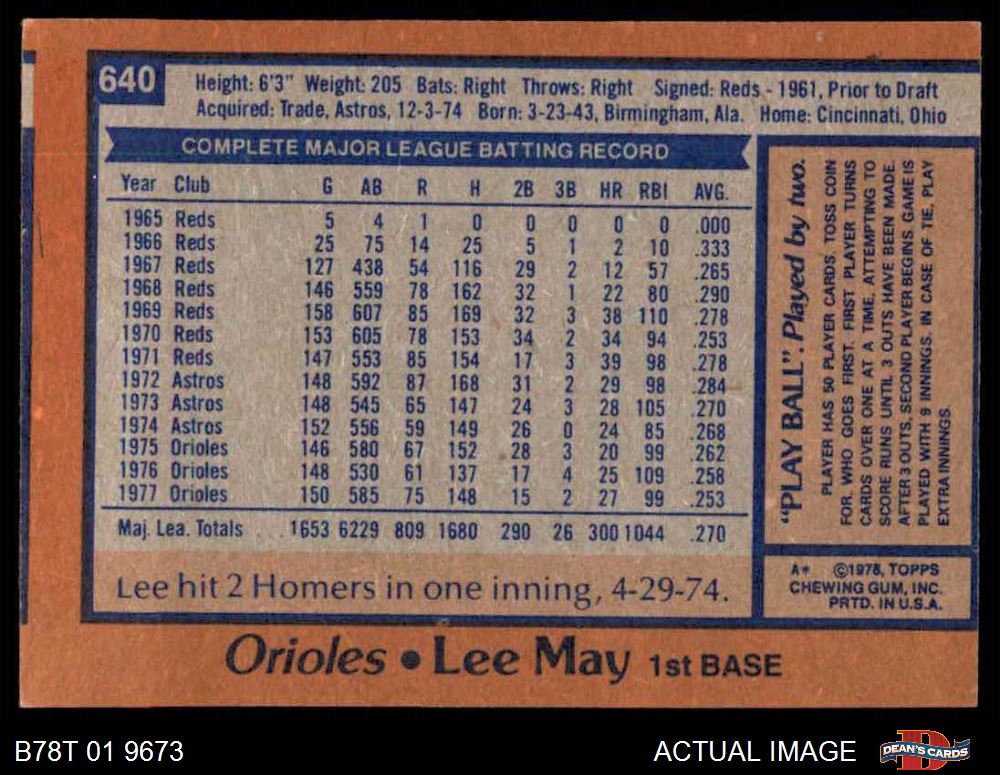 640
Height: 6'3" Weight: 205 Bats: Right Throws: Right Signed: Reds - 1961, Prior to Draft
Acquired: Trade, Astros, 12-3-74 Born: 3-23-43, Birmingham, Ala. Home: Cincinnati, Ohio
COMPLETE MAJOR LEAGUE BATTING RECORD
Year Club G AB R H 2B 3B HR RBI AVG.
1965 Reds 5 4 1 0 0 0 0 0 .000
1966 Reds 25 75 14 25 5 1 2 10 .333
1967 Reds 127 438 54 116 29 2 12 57 .265
1968 Reds 146 559 78 162 32 1 22 80 .290
1969 Reds 158 607 85 169 32 3 38 110 .278
1970 Reds 153 605 78 153 34 2 34 94 .253
1971 Reds 147 553 85 154 17 3 39 98 .278
1972 Astros 148 592 87 168 31 2 29 98 .284
1973 Astros 148 545 65 147 24 3 28 105 .270
1974 Astros 152 556 59 149 26 0 24 85 .268
1975 Orioles 146 580 67 152 28 3 20 99 .262
1976 Orioles 148 530 61 137 17 4 25 109 .258
1977 Orioles 150 585 75 148 15 2 27 99 .253
Maj. Lea. Totals 1653 6229 809 1680 290 26 300 1044 .270
Lee hit 2 Homers in one inning, 4-29-74.
"PLAY BALL". Played by two.
PLAYER HAS 50 PLAYER CARDS. TOSS COIN
FOR WHO GOES FIRST. FIRST PLAYER TURNS
CARDS OVER ONE AT A TIME, ATTEMPTING TO
SCORE RUNS UNTIL 3 OUTS HAVE BEEN MADE.
AFTER 3 OUTS, SECOND PLAYER BEGINS. GAME IS
PLAYED WITH 9 INNINGS. IN CASE OF TIE, PLAY
EXTRA INNINGS.
A* ©1978, TOPPS
CHEWING GUM, INC.
PRTD. IN U.S.A.
Orioles • Lee May 1st BASE
B78T 01 9673
ACTUAL IMAGE
D
DEAN'S CARDS